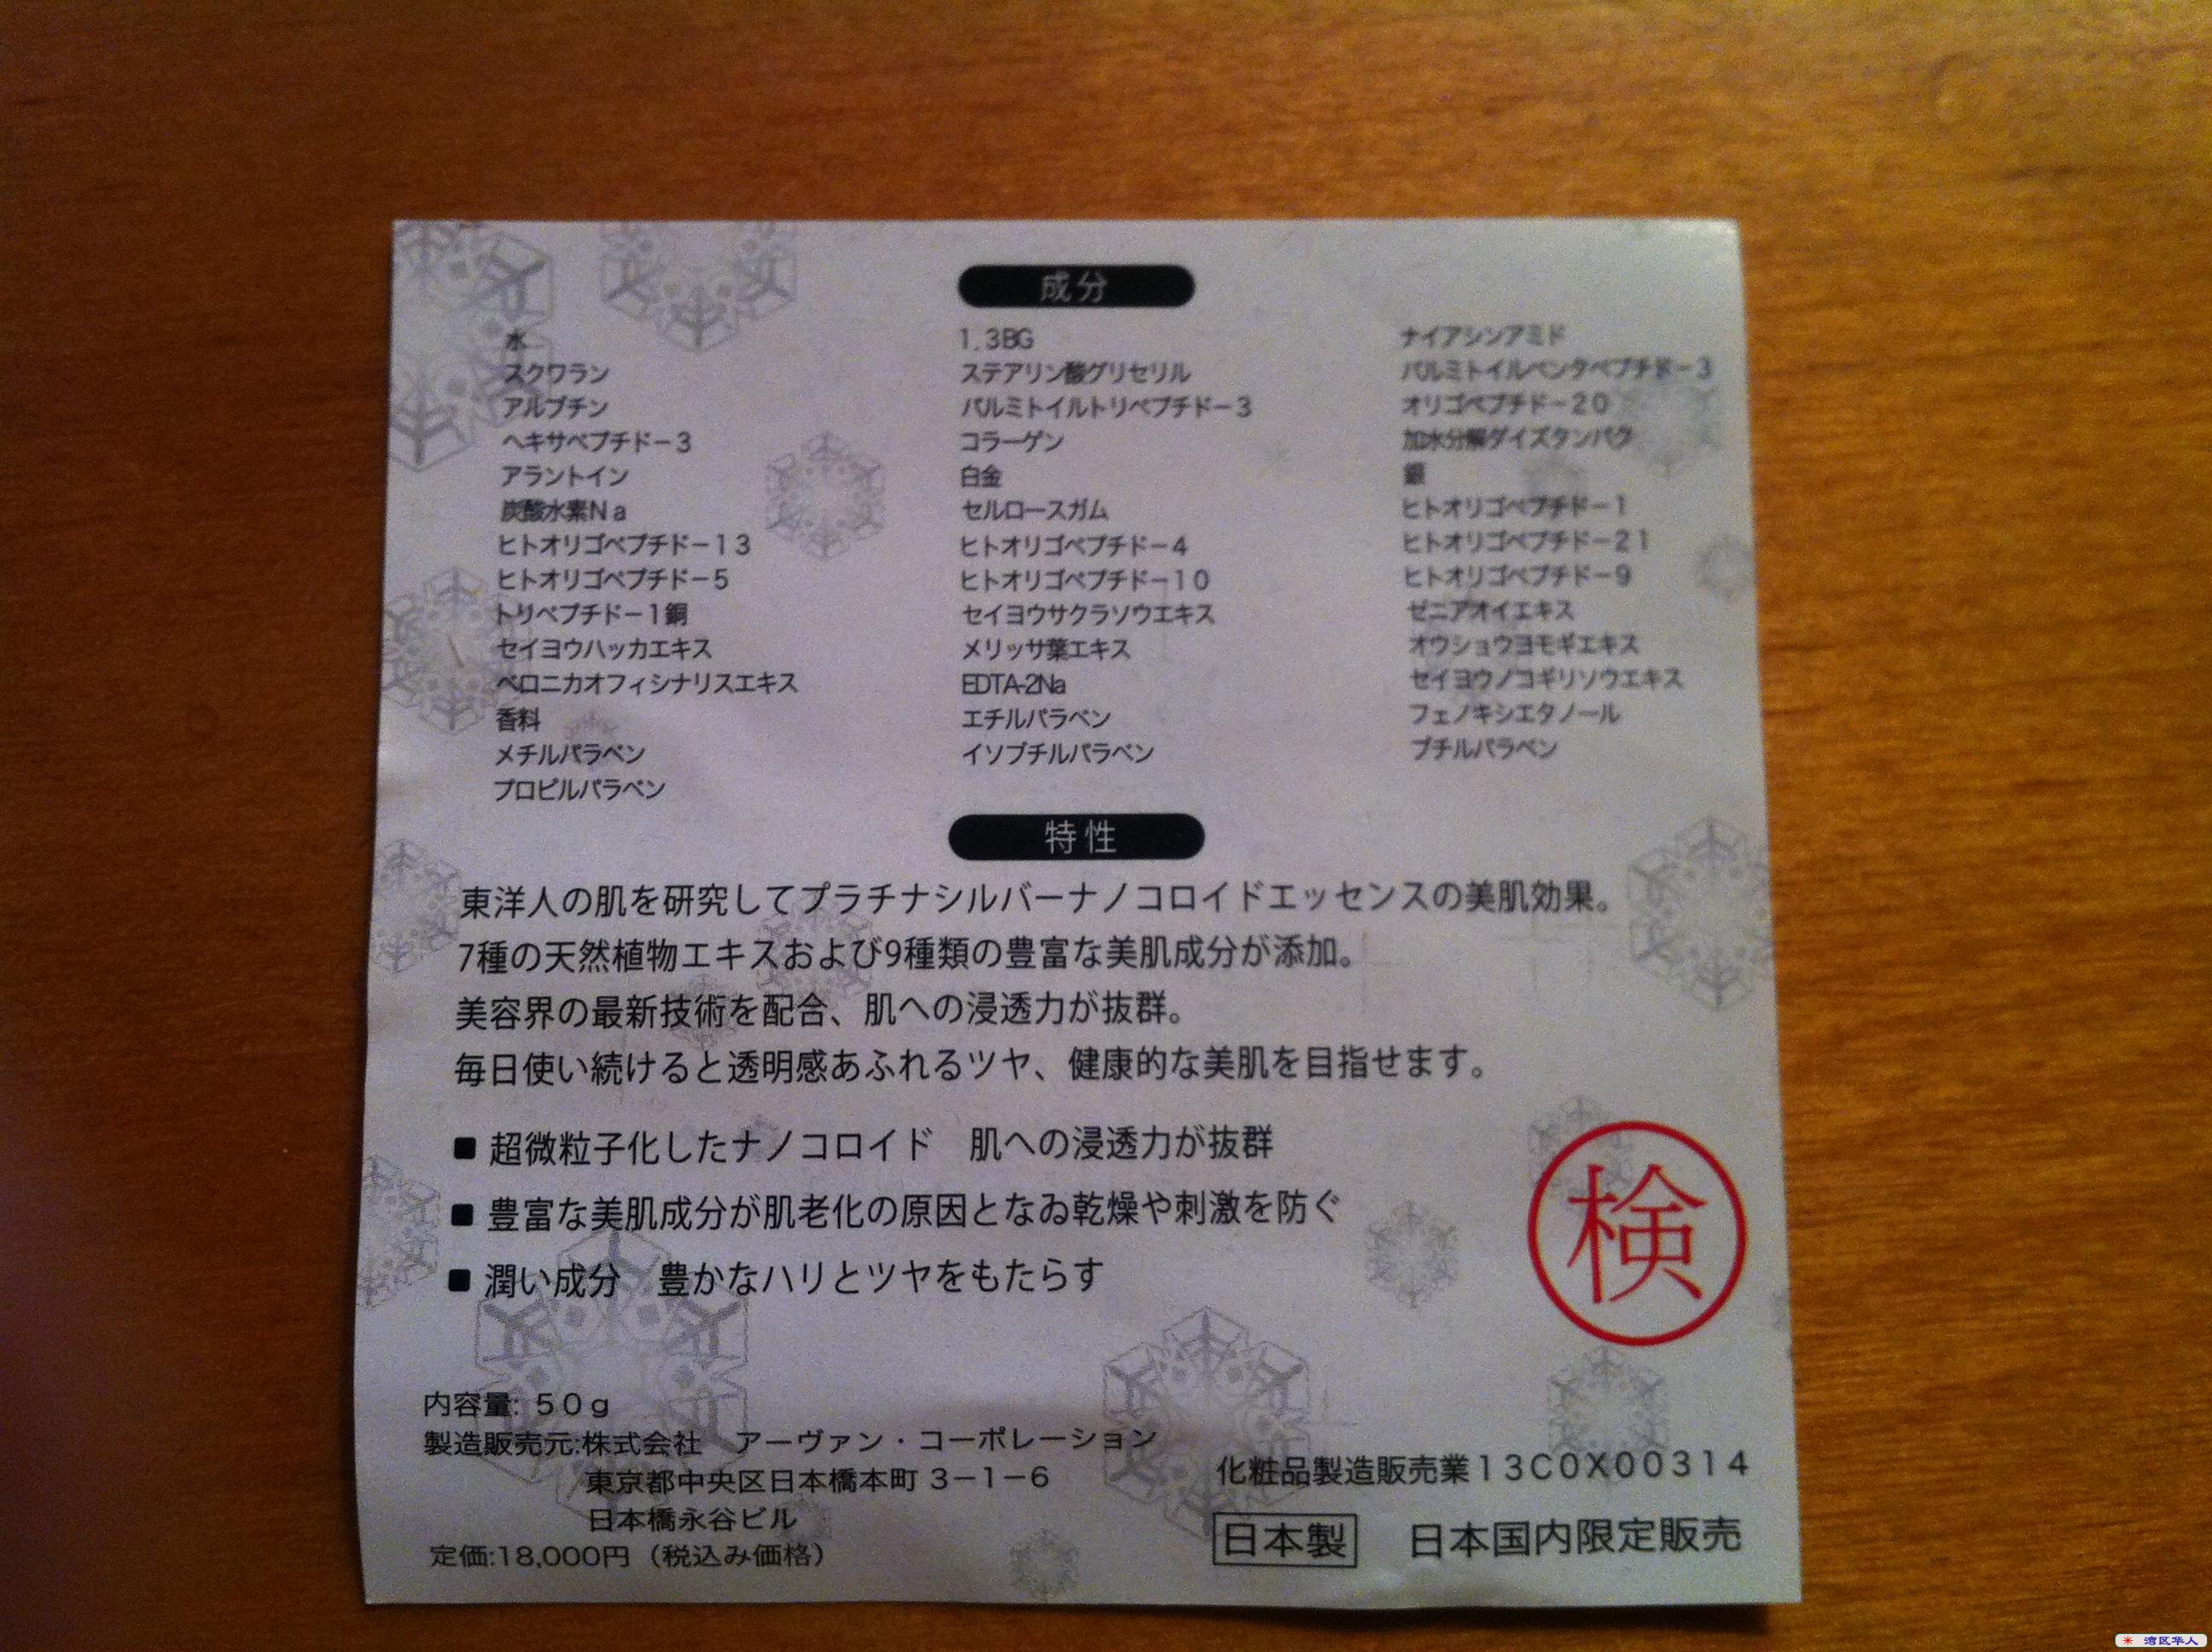 成分
水 1.3BG ナイアシンアミド
スクワラン ステアリン酸グリセリル パルミトイルペンタペプチド－3
アルブチン パルミトイルトリペプチド－3 オリゴペプチド－20
ヘキサペプチド－3 コラーゲン 加水分解ダイズタンパク
アラントイン 白金 銀
炭酸水素Na セルロースガム ヒトオリゴペプチド－1
ヒトオリゴペプチド－13 ヒトオリゴペプチド－4 ヒトオリゴペプチド－21
ヒトオリゴペプチド－5 ヒトオリゴペプチド－10 ヒトオリゴペプチド－9
トリペプチド－1銅 セイヨウサクラソウエキス ゼニアオイエキス
セイヨウハッカエキス メリッサ葉エキス オウショウヨモギエキス
ベロニカオフィシナリスエキス EDTA-2Na セイヨウノコギリソウエキス
香料 エチルパラベン フェノキシエタノール
メチルパラベン イソブチルパラベン ブチルパラベン
プロピルパラベン
特性
東洋人の肌を研究してプラチナシルバーナノコロイドエッセンスの美肌効果。
7種の天然植物エキスおよび9種類の豊富な美肌成分が添加。
美容界の最新技術を配合、肌への浸透力が抜群。
毎日使い続けると透明感あふれるツヤ、健康的な美肌を目指せます。
■ 超微粒子化したナノコロイド 肌への浸透力が抜群
■ 豊富な美肌成分が肌老化の原因となゐ乾燥や刺激を防ぐ
■ 潤い成分 豊かなハリとツヤをもたらす
検
内容量: 50g
製造販売元:株式会社 アーヴァン・コーポレーション
東京都中央区日本橋本町 3－1－6
日本橋永谷ビル
定価:18,000円（税込み価格）
化粧品製造販売業13C0X00314
日本製 日本国内限定販売
湾区华人